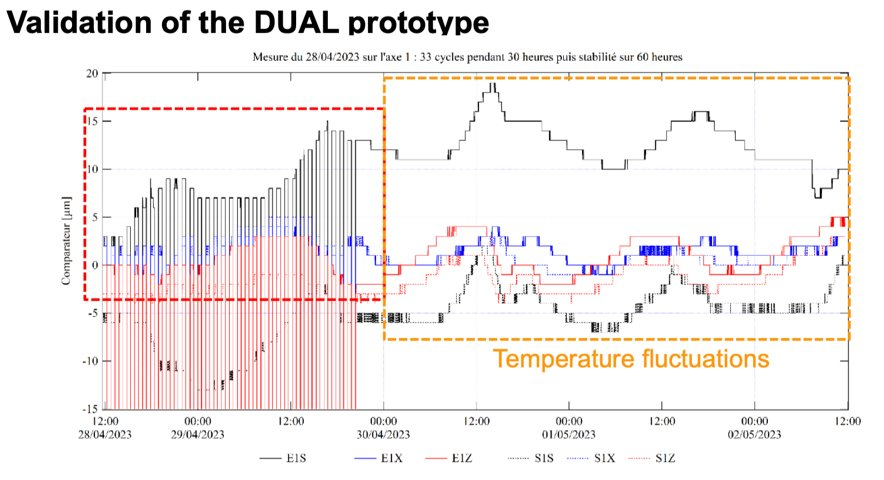 Validation of the DUAL prototype
Mesure du 28/04/2023 sur l'axe 1 : 33 cycles pendant 30 heures puis stabilité sur 60 heures
Comparateur [µm]
20
15
10
5
0
-5
-10
-15
Temperature fluctuations
12:00 00:00 12:00 00:00 12:00 00:00 12:00 00:00 12:00
28/04/2023 29/04/2023 30/04/2023 01/05/2023 02/05/2023
E1S E1X E1Z S1S S1X S1Z